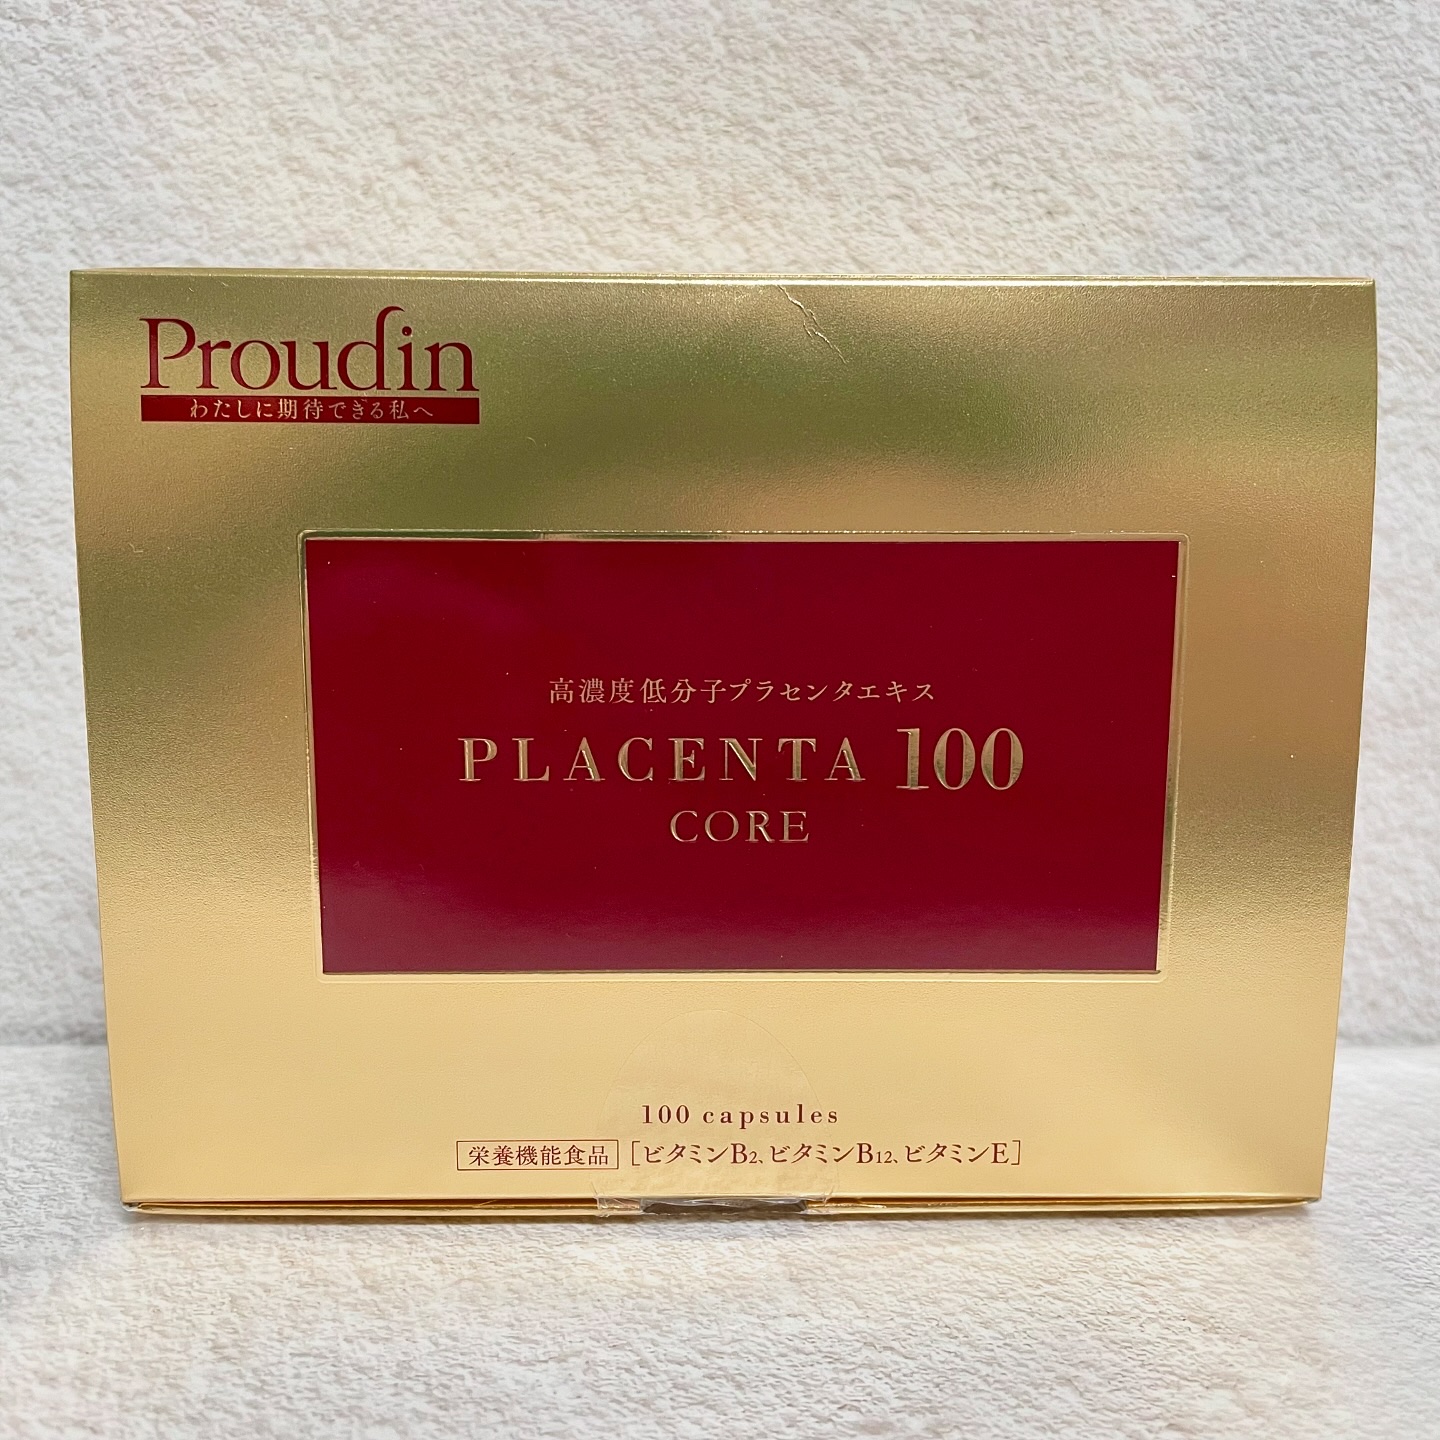 Proudin
わたしに期待できる私へ
高濃度低分子プラセンタエキス
PLACENTA 100
CORE
100 capsules
栄養機能食品 [ビタミンB2、ビタミンB12、ビタミンE]